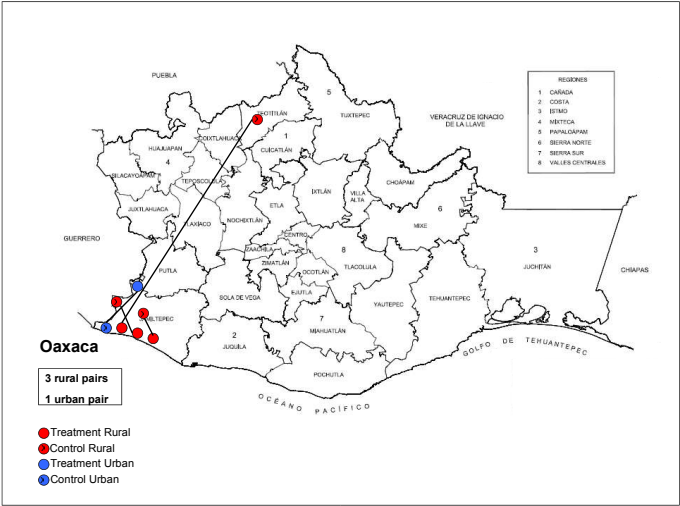 PUEBLA
VERACRUZ DE IGNACIO
DE LA LLAVE
GUERRERO
CHIAPAS
REGIONES
1 CAÑADA
2 COSTA
3 ISTMO
4 MIXTECA
5 PAPALOÁPAM
6 SIERRA NORTE
7 SIERRA SUR
8 VALLES CENTRALES
5
TEOTITLÁN
TUXTEPEC
COIXTLAHUACA
1
CUICATLÁN
HUAJUAPAN
4
SILACAYOAPAM
TEPOSCOLULA
CHOÁPAM
IXTLÁN
VILLA
ALTA
ETLA
JUXTLAHUACA
TLAXIACO
NOCHIXTLÁN
6
MIXE
CENTRO
ZAACHILA
ZIMATLÁN
8
TLACOLULA
3
JUCHITÁN
PUTLA
OCOTLÁN
EJUTLA
SOLA DE VEGA
YAUTEPEC
TEHUANTEPEC
7
MIAHUATLÁN
2
JUQUILA
POCHUTLA
GOLFO DE TEHUANTEPEC
OCÉANO PACÍFICO
Oaxaca
3 rural pairs
1 urban pair
Treatment Rural
Control Rural
Treatment Urban
Control Urban